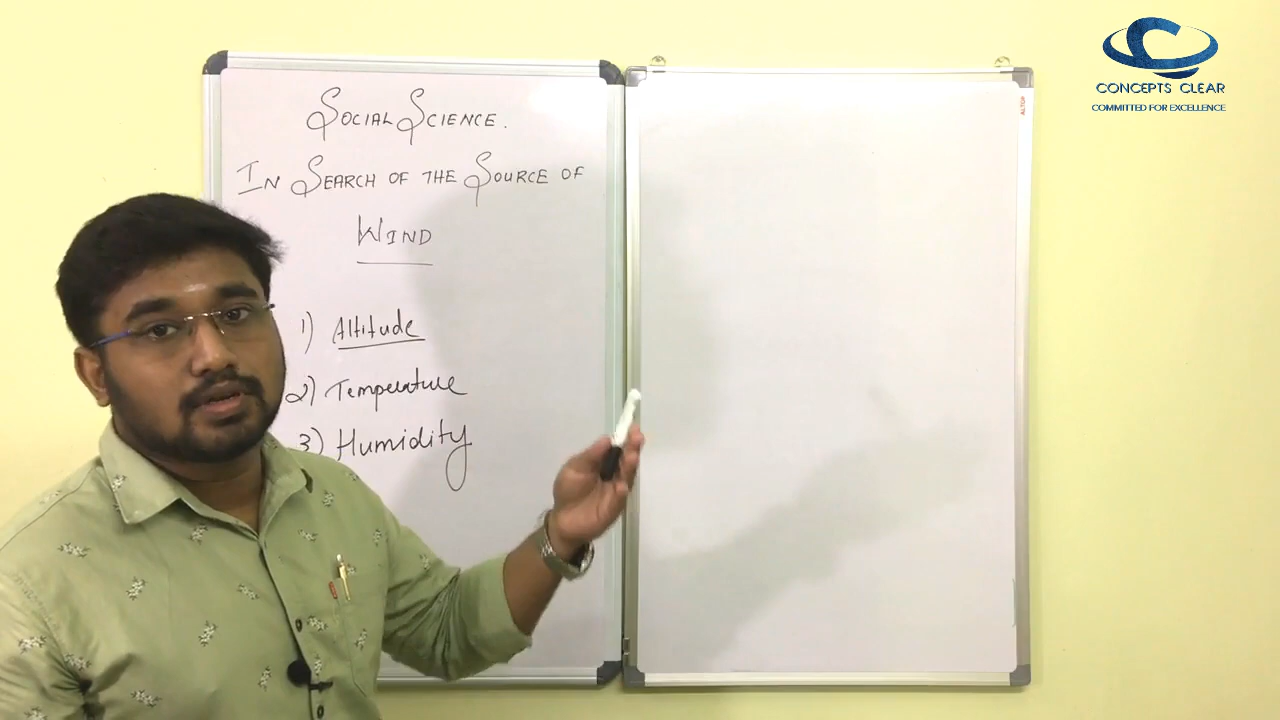 SOCIAL SCIENCE.
IN SEARCH OF THE SOURCE OF
WIND
1) Altitude
2) Temperature
3) Humidity
ALTOP
CONCEPTS CLEAR
COMMITTED FOR EXCELLENCE